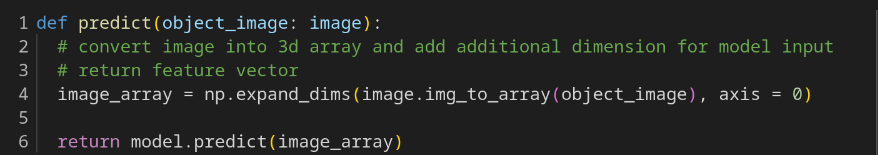 1 def predict(object_image: image):
2   # convert image into 3d array and add additional dimension for model input
3   # return feature vector
4   image_array = np.expand_dims(image.img_to_array(object_image), axis = 0)
5
6   return model.predict(image_array)